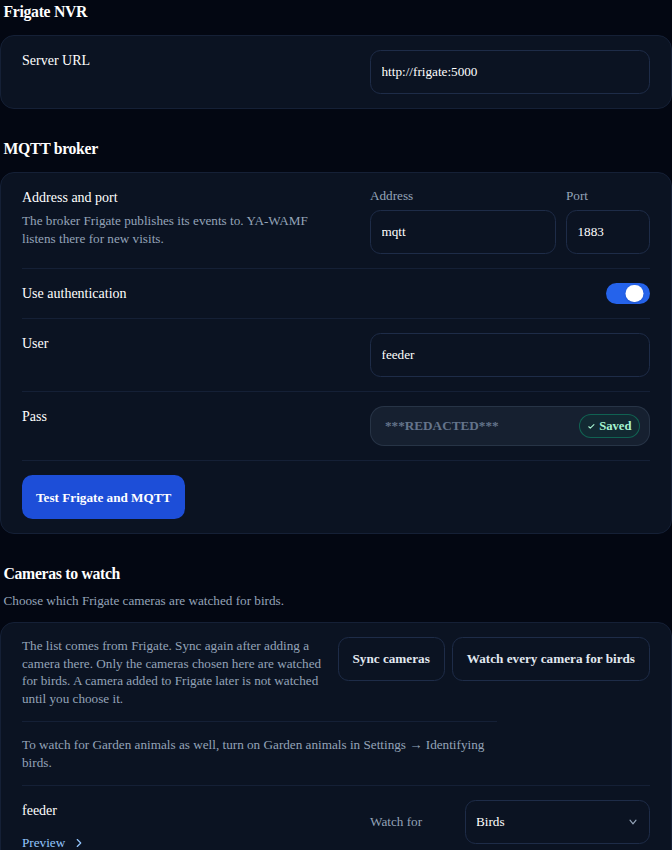 Frigate NVR
Server URL
http://frigate:5000
MQTT broker
Address and port
The broker Frigate publishes its events to. YA-WAMF
listens there for new visits.
Address
Port
mqtt
1883
Use authentication
User
feeder
Pass
***REDACTED***
Saved
Test Frigate and MQTT
Cameras to watch
Choose which Frigate cameras are watched for birds.
The list comes from Frigate. Sync again after adding a
camera there. Only the cameras chosen here are watched
for birds. A camera added to Frigate later is not watched
until you choose it.
Sync cameras
Watch every camera for birds
To watch for Garden animals as well, turn on Garden animals in Settings → Identifying
birds.
feeder
Preview
Watch for
Birds